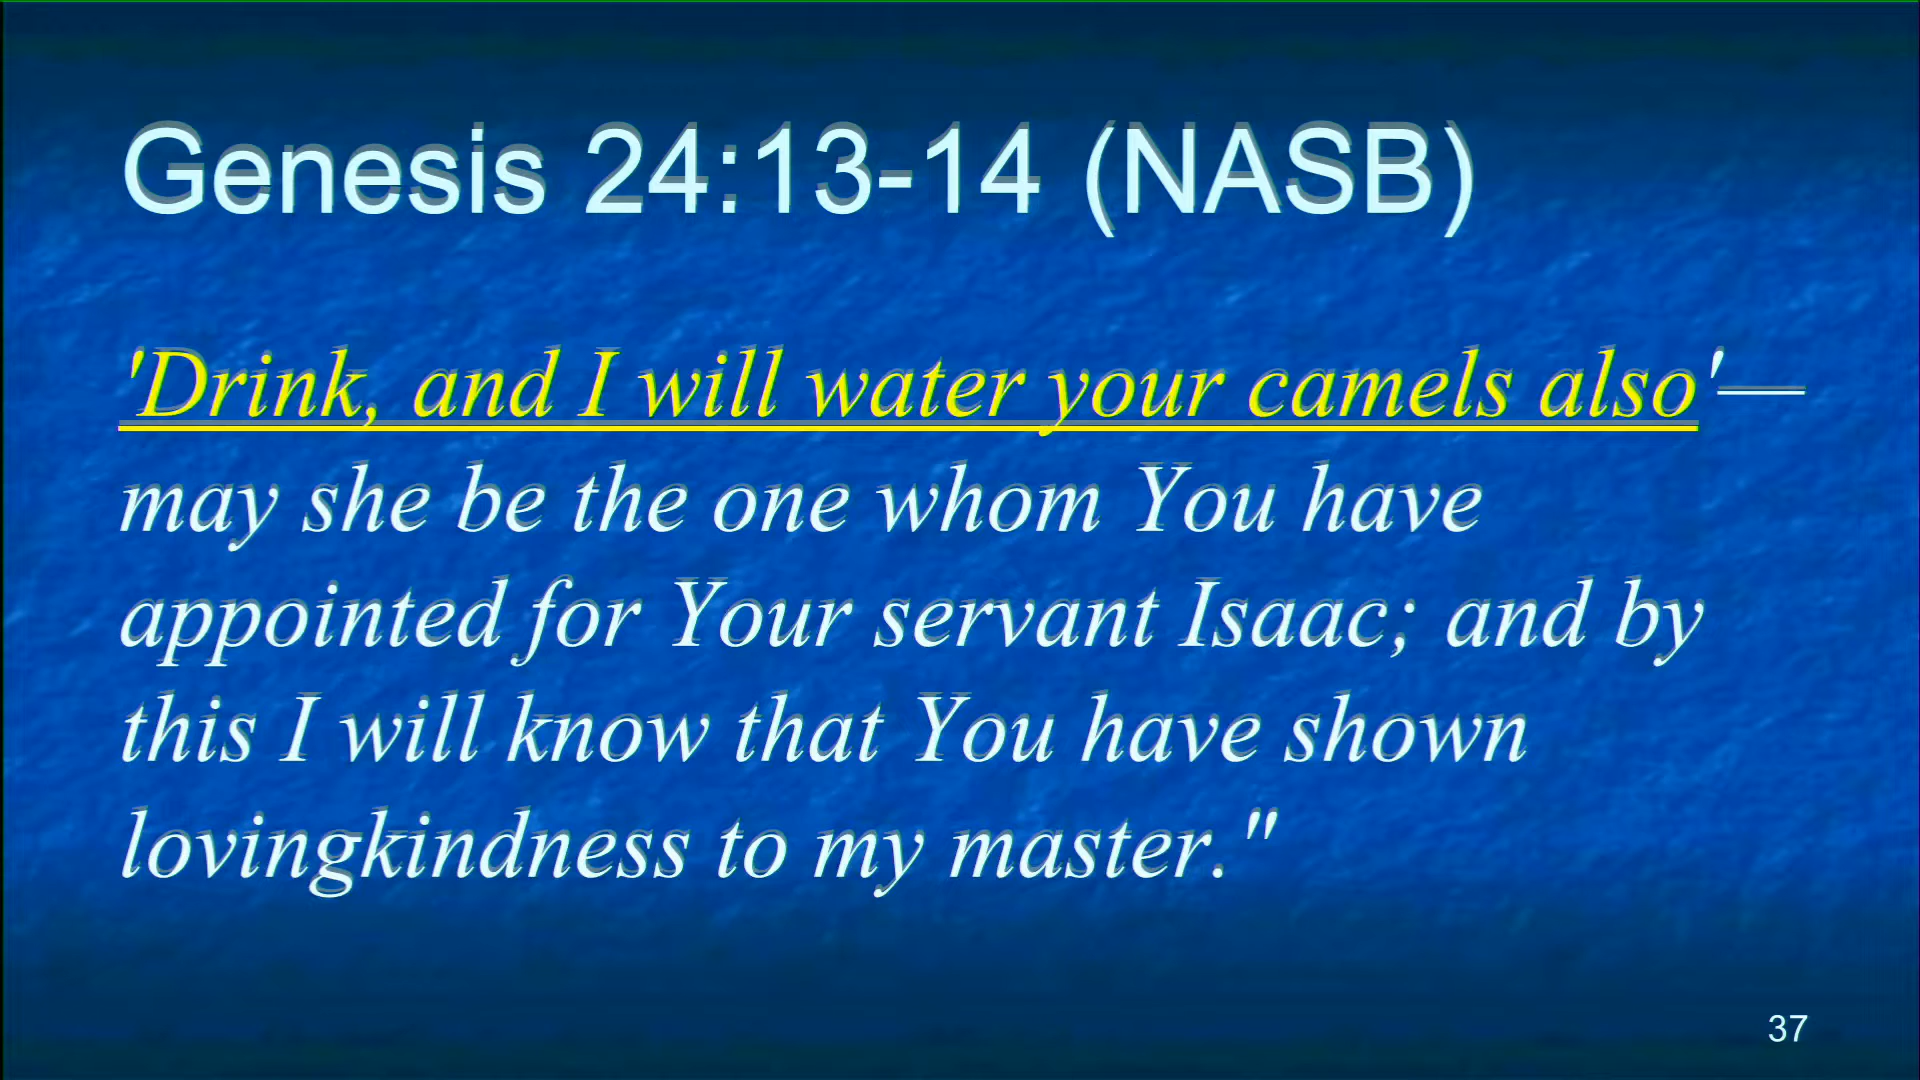 Genesis 24:13-14 (NASB)
'Drink, and I will water your camels also'—
may she be the one whom You have
appointed for Your servant Isaac; and by
this I will know that You have shown
lovingkindness to my master."
37